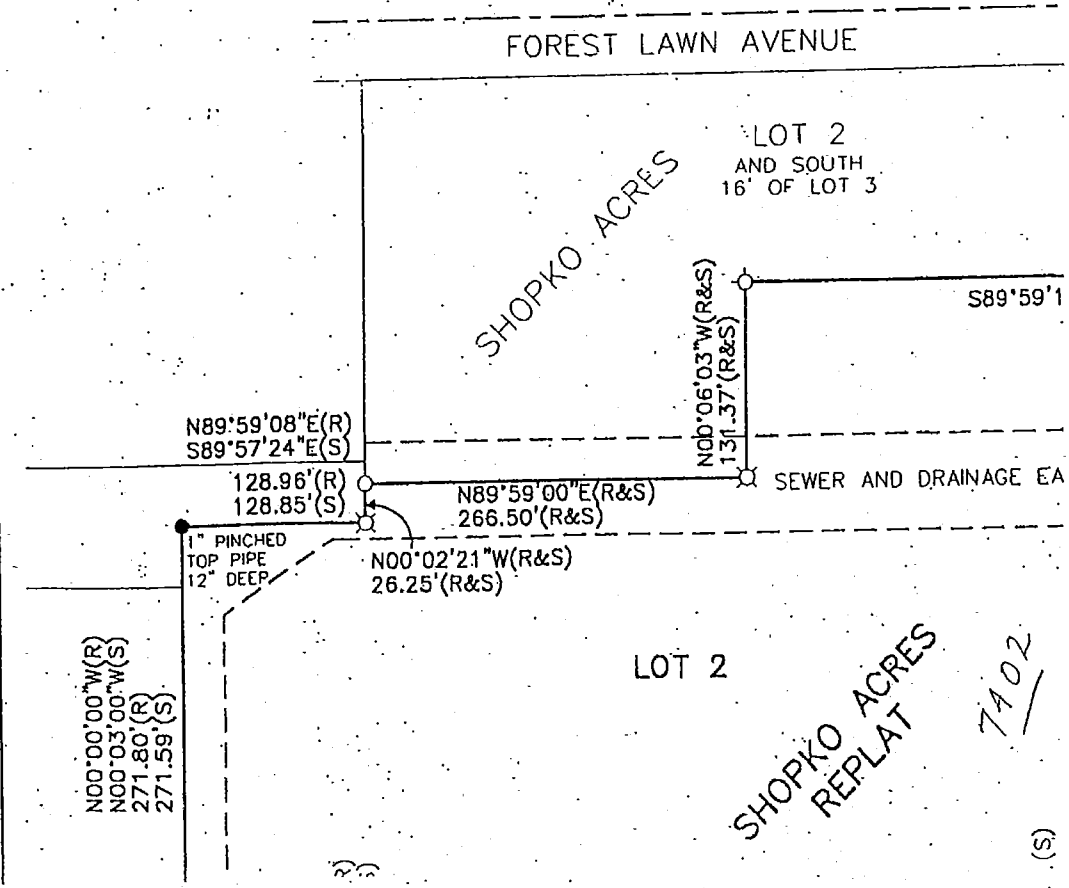 FOREST LAWN AVENUE
LOT 2
AND SOUTH
16' OF LOT 3
SHOPKO ACRES
N00°06'03"W(R&S)
131.37'(R&S)
S89°59'1
N89°59'08"E(R)
S89°57'24"E(S)
128.96'(R)
128.85'(S)
N89°59'00"E(R&S)
266.50'(R&S)
SEWER AND DRAINAGE EA
1" PINCHED
TOP PIPE
12" DEEP
N00°02'21"W(R&S)
26.25'(R&S)
N00°00'00"W(R)
N00°03'00"W(S)
271.80'(R)
271.59'(S)
LOT 2
SHOPKO ACRES
REPLAT
7402
(S)